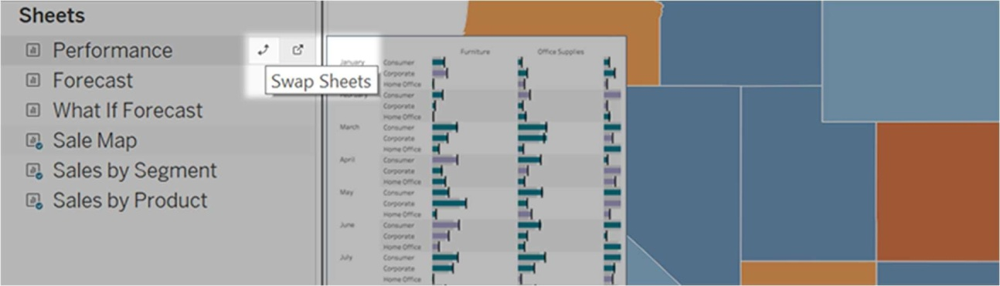 Sheets
Performance
Forecast
What If Forecast
Sale Map
Sales by Segment
Sales by Product
Swap Sheets
Furniture Office Supplies
January Consumer
Corporate
Home Office
February Consumer
Corporate
Home Office
March Consumer
Corporate
Home Office
April Consumer
Corporate
Home Office
May Consumer
Corporate
Home Office
June Consumer
Corporate
Home Office
July Consumer
Corporate
Home Office